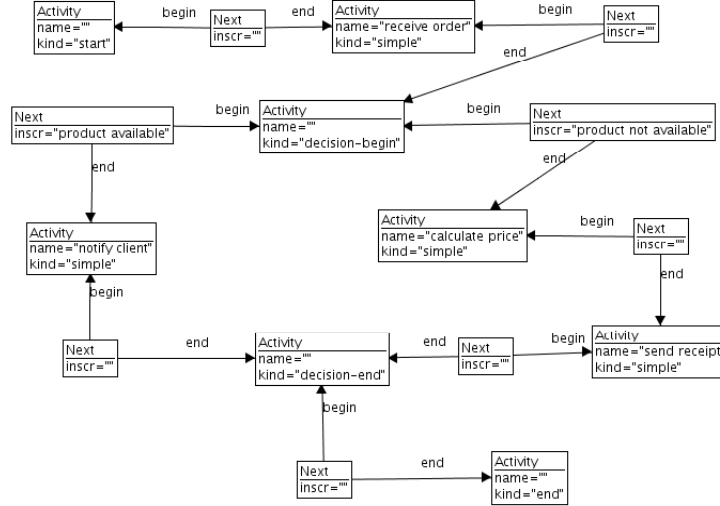 Activity
name=""
kind="start"
begin
Next
inscr=""
end
Activity
name="receive order"
kind="simple"
begin
Next
inscr=""
end
Next
inscr="product available"
begin
Activity
name=""
kind="decision-begin"
begin
Next
inscr="product not available"
end
end
Activity
name="notify client"
kind="simple"
Activity
name="calculate price"
kind="simple"
begin
Next
inscr=""
end
begin
Next
inscr=""
end
Activity
name=""
kind="decision-end"
end
Next
inscr=""
begin
Activity
name="send receipt
kind="simple"
begin
Next
inscr=""
end
Activity
name=""
kind="end"